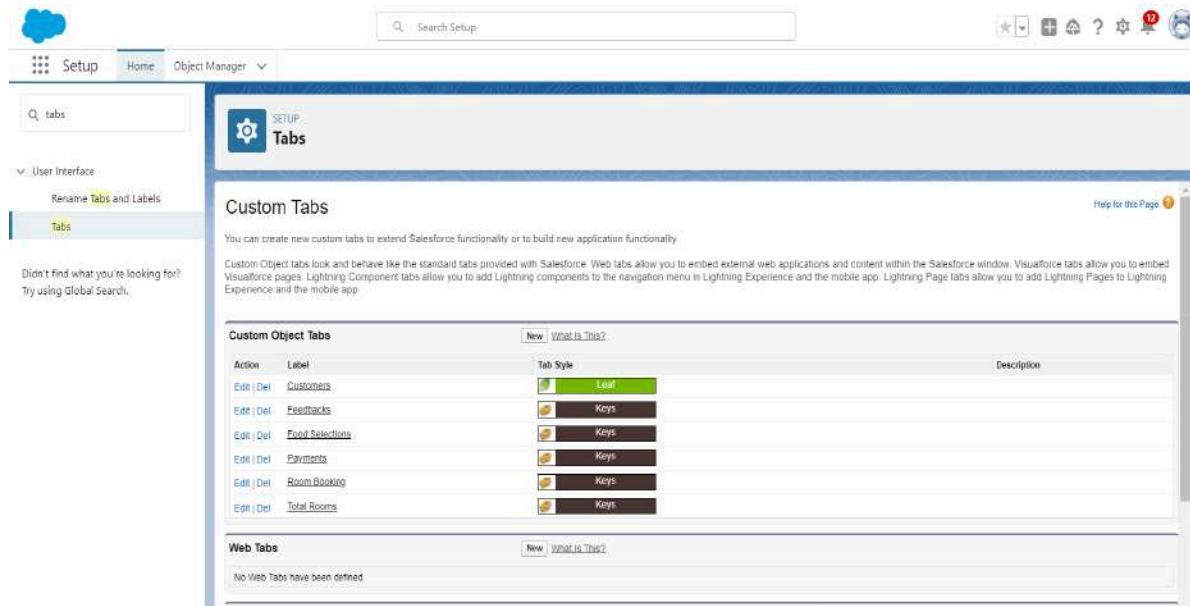 Search Setup
12
Setup Home Object Manager
tabs
SETUP
Tabs
User Interface
Rename Tabs and Labels
Tabs
Didn't find what you're looking for?
Try using Global Search.
Custom Tabs
Help for this Page
You can create new custom tabs to extend Salesforce functionality or to build new application functionality
Custom Object tabs look and behave like the standard tabs provided with Salesforce. Web tabs allow you to embed external web applications and content within the Salesforce window. Visualforce tabs allow you to embed
Visualforce pages. Lightning Component tabs allow you to add Lightning components to the navigation menu in Lightning Experience and the mobile app. Lightning Page tabs allow you to add Lightning Pages to Lightning
Experience and the mobile app.
Custom Object Tabs New What Is This?
Action Label Tab Style Description
Edit | Del Customers Leaf
Edit | Del Feedbacks Keys
Edit | Del Food Selections Keys
Edit | Del Payments Keys
Edit | Del Room Booking Keys
Edit | Del Total Rooms Keys
Web Tabs New What Is This?
No Web Tabs have been defined